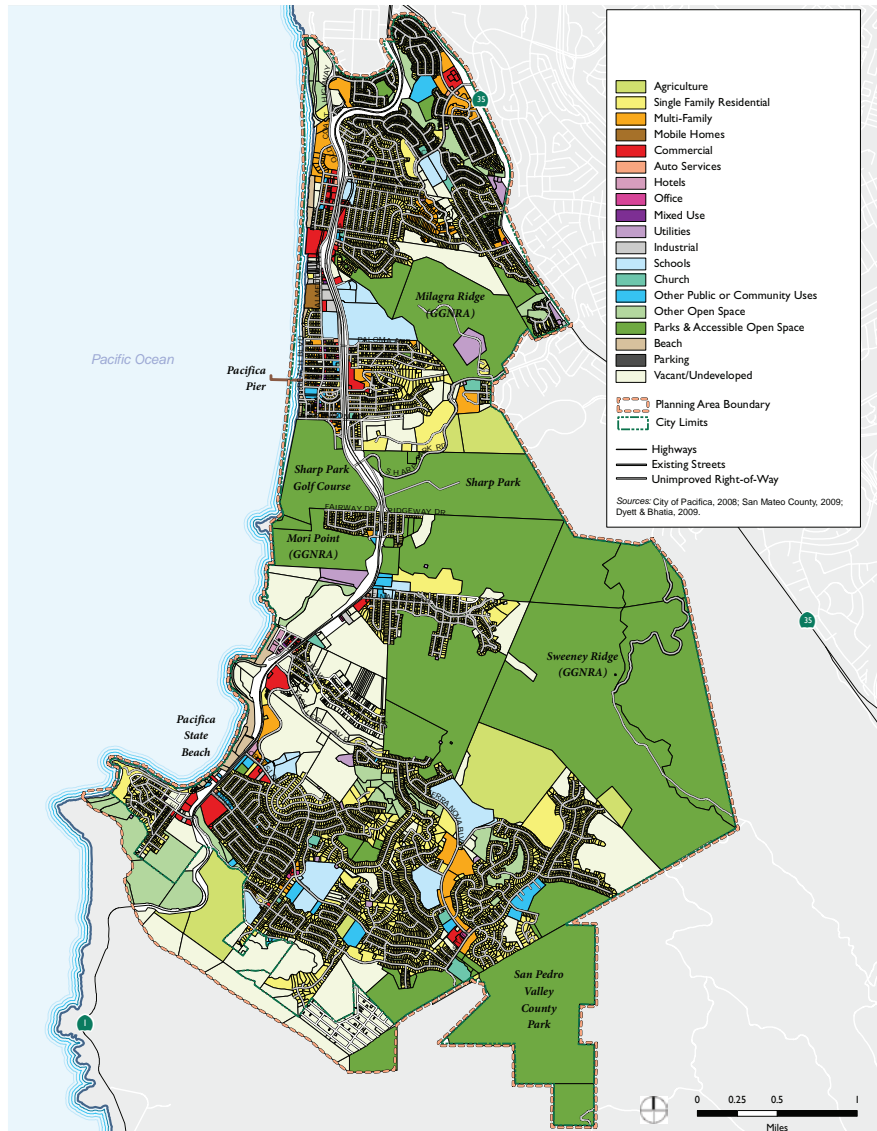 35
Agriculture
Single Family Residential
Multi-Family
Mobile Homes
Commercial
Auto Services
Hotels
Office
Mixed Use
Utilities
Industrial
Schools
Church
Other Public or Community Uses
Other Open Space
Parks & Accessible Open Space
Beach
Parking
Vacant/Undeveloped
Planning Area Boundary
City Limits
Highways
Existing Streets
Unimproved Right-of-Way
Sources: City of Pacifica, 2008; San Mateo County, 2009;
Dyett & Bhatia, 2009.
Milagra Ridge
(GGNRA)
Pacific Ocean
Pacifica
Pier
Sharp Park
Golf Course
Sharp Park
FAIRWAY DR
RIDGEWAY DR
Mori Point
(GGNRA)
35
Sweeney Ridge
(GGNRA)
Pacifica
State
Beach
San Pedro
Valley
County
Park
1
0 0.25 0.5 1
Miles